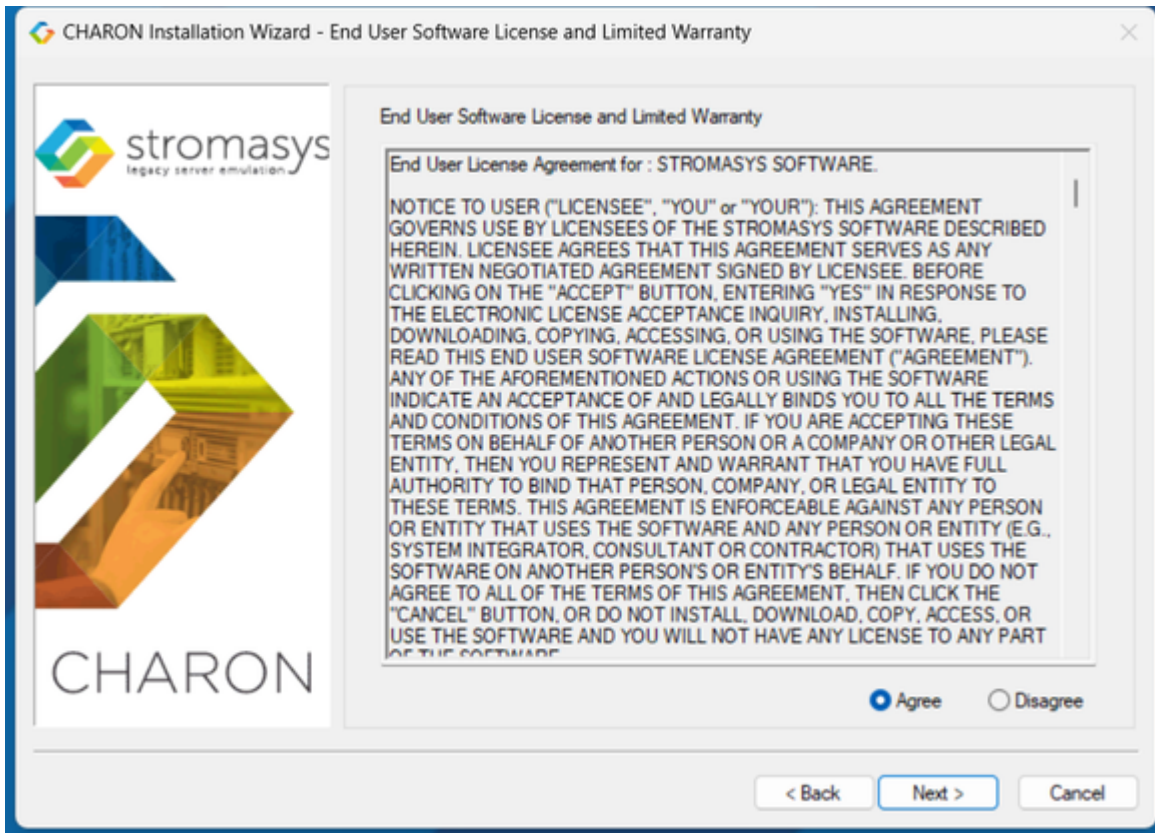 CHARON Installation Wizard - End User Software License and Limited Warranty
stromasys
legacy server emulation
CHARON
End User Software License and Limited Warranty
End User License Agreement for : STROMASYS SOFTWARE.
NOTICE TO USER ("LICENSEE", "YOU" or "YOUR"): THIS AGREEMENT
GOVERNS USE BY LICENSEES OF THE STROMASYS SOFTWARE DESCRIBED
HEREIN. LICENSEE AGREES THAT THIS AGREEMENT SERVES AS ANY
WRITTEN NEGOTIATED AGREEMENT SIGNED BY LICENSEE. BEFORE
CLICKING ON THE "ACCEPT" BUTTON, ENTERING "YES" IN RESPONSE TO
THE ELECTRONIC LICENSE ACCEPTANCE INQUIRY, INSTALLING,
DOWNLOADING, COPYING, ACCESSING, OR USING THE SOFTWARE, PLEASE
READ THIS END USER SOFTWARE LICENSE AGREEMENT ("AGREEMENT").
ANY OF THE AFOREMENTIONED ACTIONS OR USING THE SOFTWARE
INDICATE AN ACCEPTANCE OF AND LEGALLY BINDS YOU TO ALL THE TERMS
AND CONDITIONS OF THIS AGREEMENT. IF YOU ARE ACCEPTING THESE
TERMS ON BEHALF OF ANOTHER PERSON OR A COMPANY OR OTHER LEGAL
ENTITY, THEN YOU REPRESENT AND WARRANT THAT YOU HAVE FULL
AUTHORITY TO BIND THAT PERSON, COMPANY, OR LEGAL ENTITY TO
THESE TERMS. THIS AGREEMENT IS ENFORCEABLE AGAINST ANY PERSON
OR ENTITY THAT USES THE SOFTWARE AND ANY PERSON OR ENTITY (E.G.,
SYSTEM INTEGRATOR, CONSULTANT OR CONTRACTOR) THAT USES THE
SOFTWARE ON ANOTHER PERSON'S OR ENTITY'S BEHALF. IF YOU DO NOT
AGREE TO ALL OF THE TERMS OF THIS AGREEMENT, THEN CLICK THE
"CANCEL" BUTTON, OR DO NOT INSTALL, DOWNLOAD, COPY, ACCESS, OR
USE THE SOFTWARE AND YOU WILL NOT HAVE ANY LICENSE TO ANY PART
OF THE SOFTWARE
Agree
Disagree
< Back
Next >
Cancel